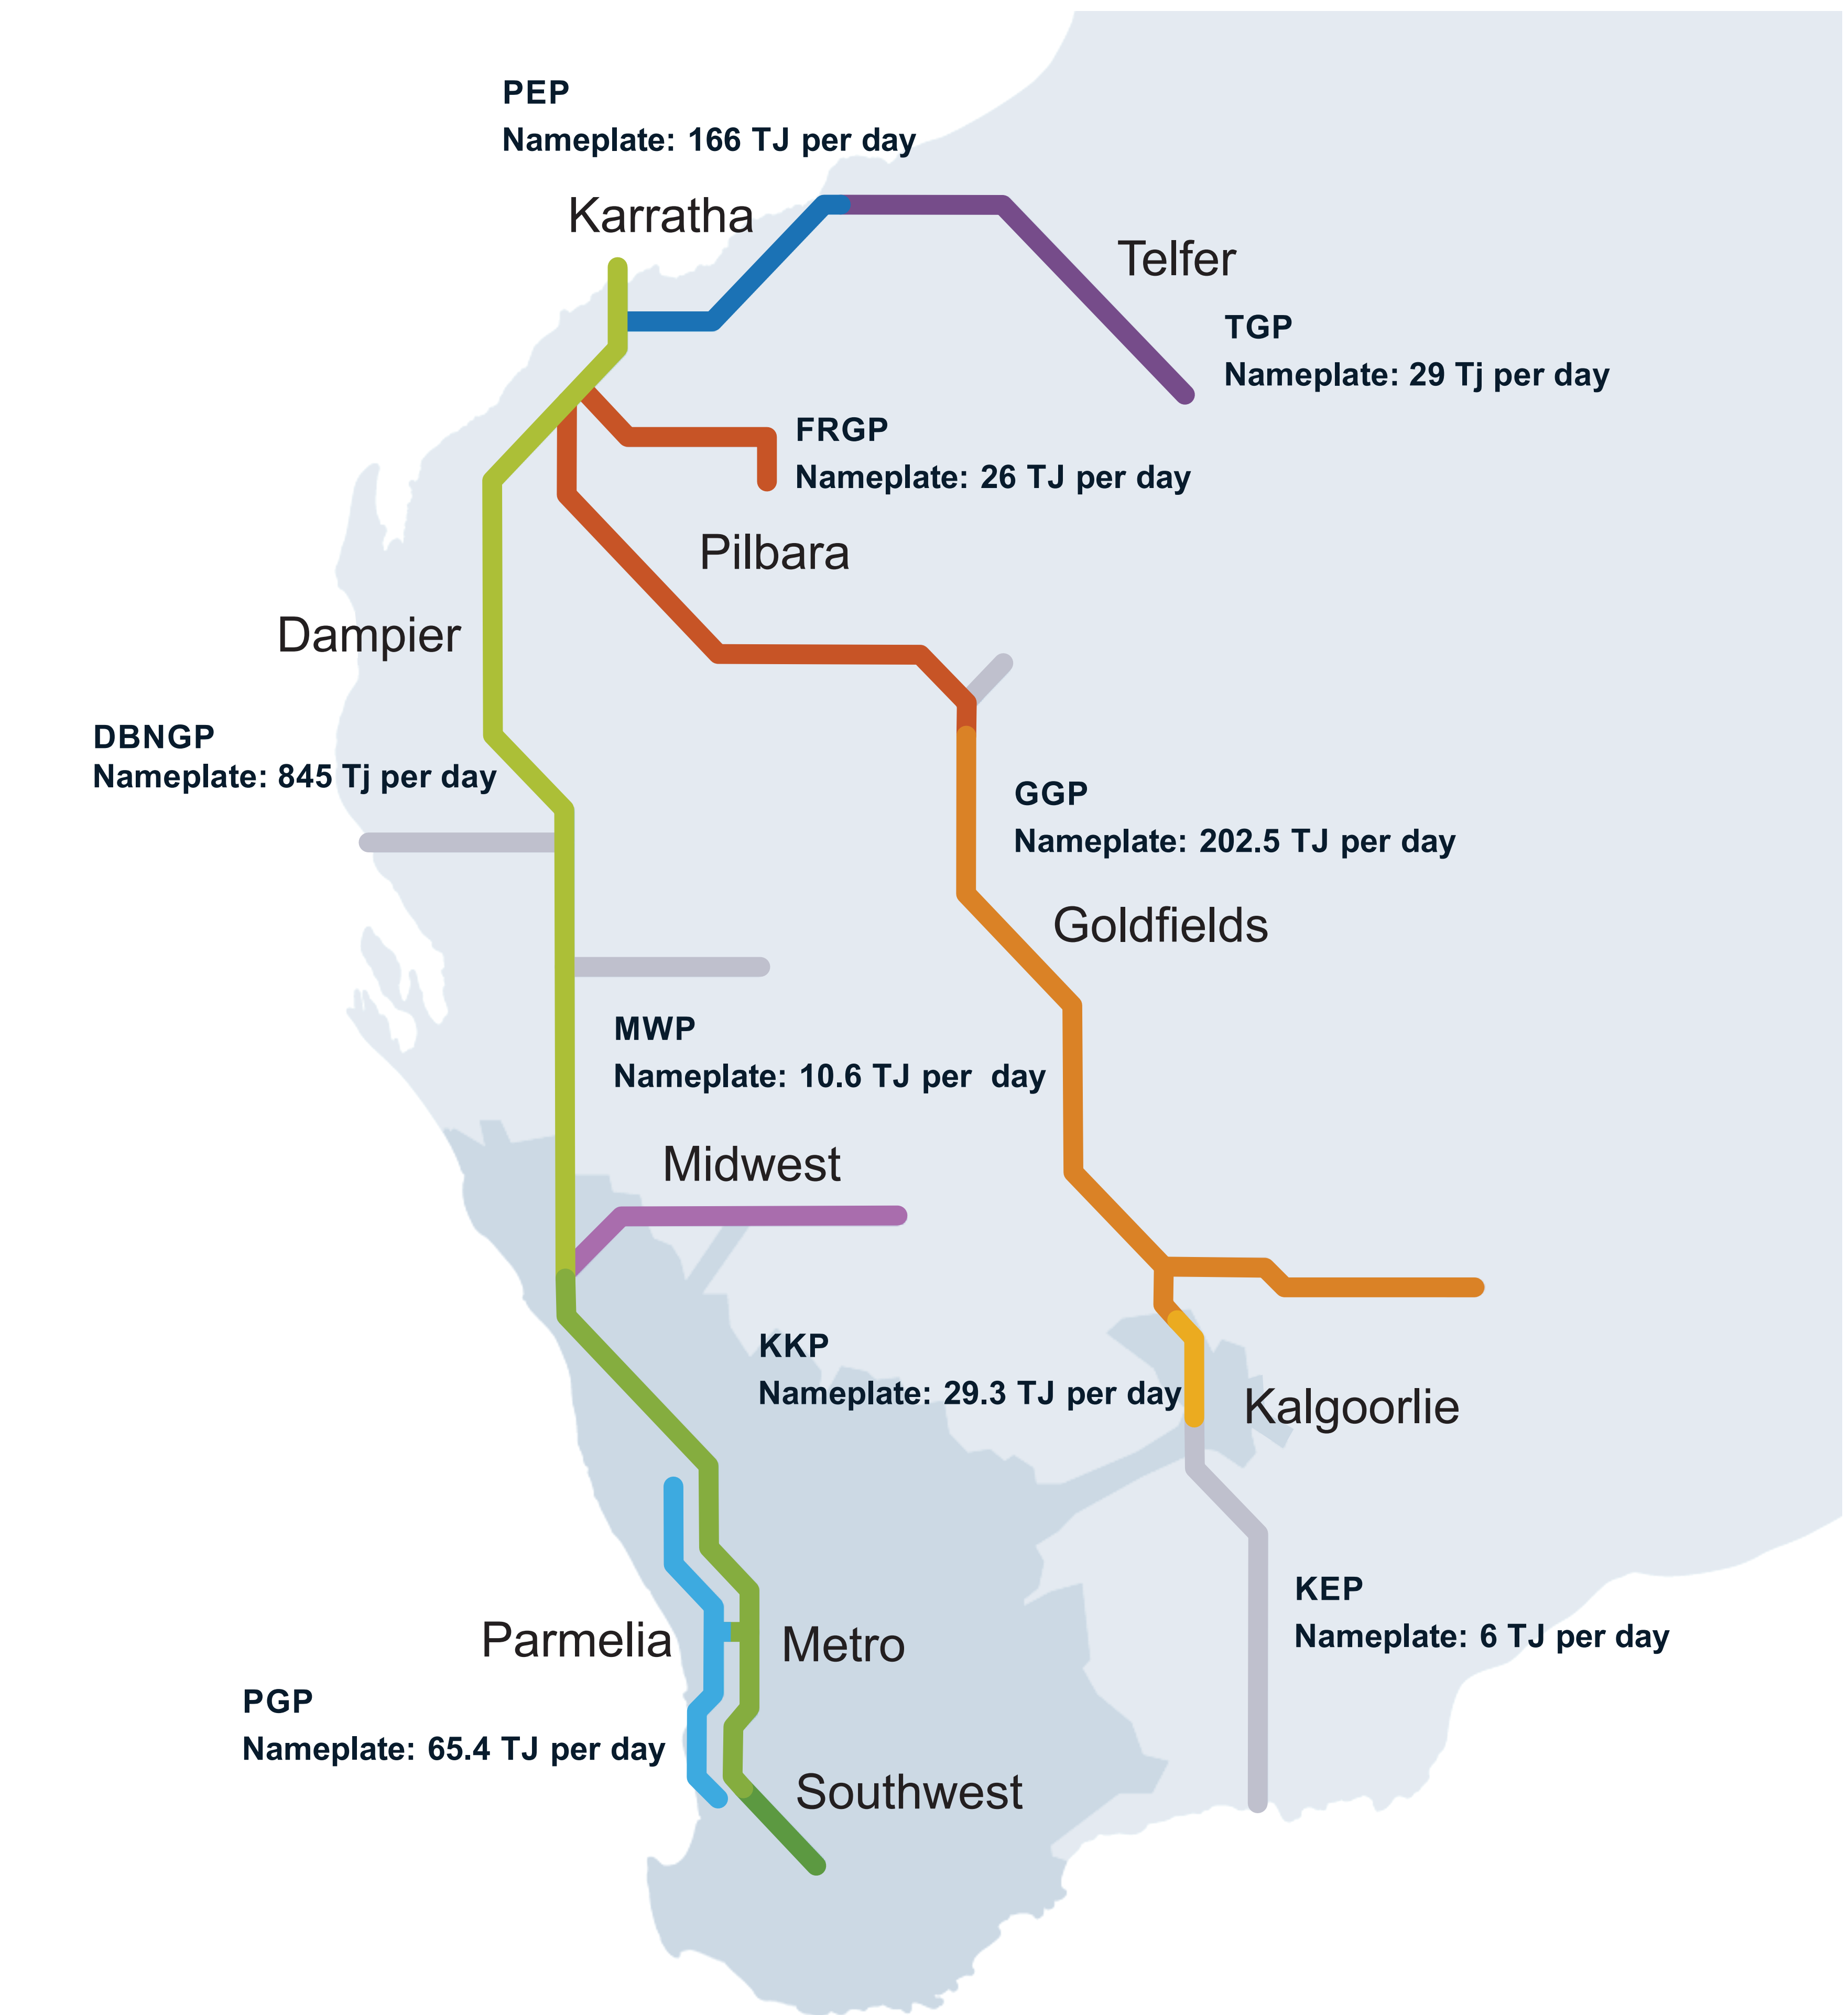 PEP
Nameplate: 166 TJ per day
Karratha
Telfer
TGP
Nameplate: 29 Tj per day
FRGP
Nameplate: 26 TJ per day
Pilbara
Dampier
DBNGP
Nameplate: 845 Tj per day
GGP
Nameplate: 202.5 TJ per day
Goldfields
MWP
Nameplate: 10.6 TJ per  day
Midwest
KKP
Nameplate: 29.3 TJ per day
Kalgoorlie
KEP
Nameplate: 6 TJ per day
Parmelia
Metro
PGP
Nameplate: 65.4 TJ per day
Southwest